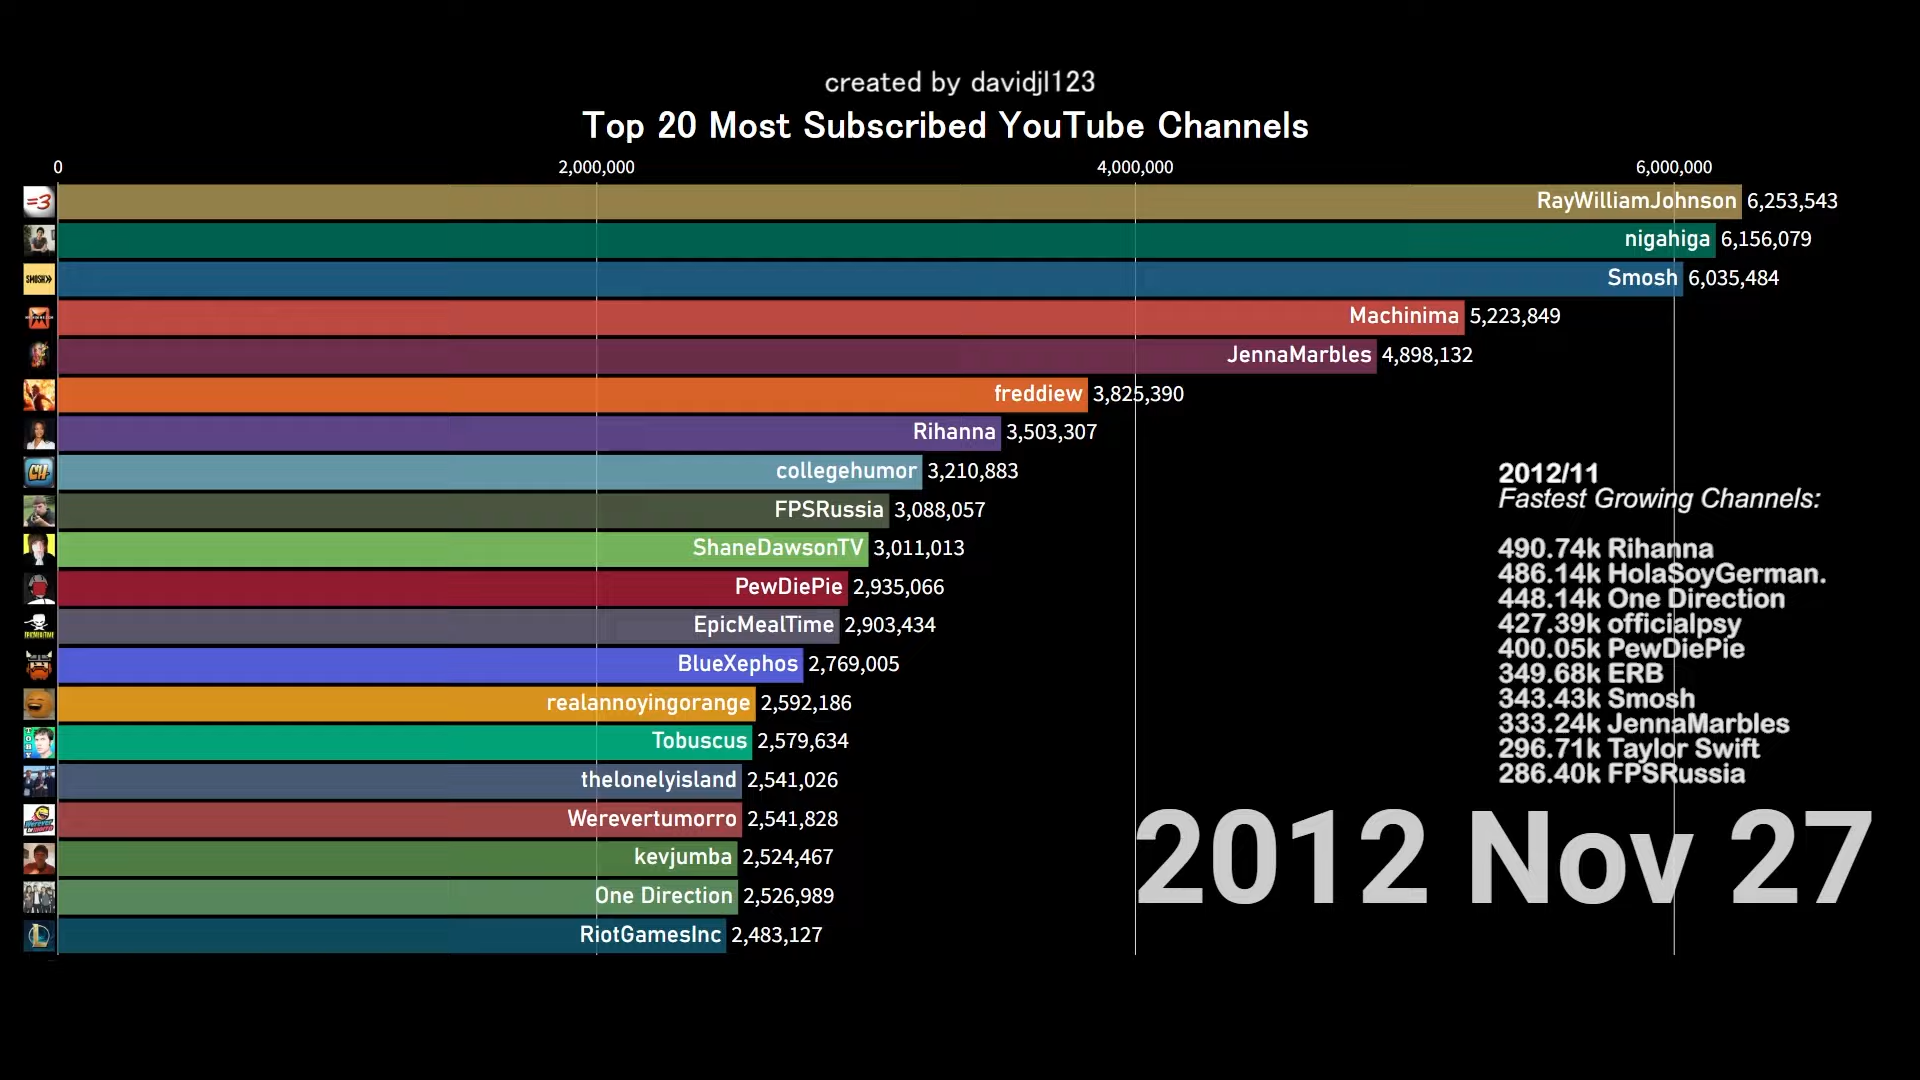 created by davidjl123
Top 20 Most Subscribed YouTube Channels
0 2,000,000 4,000,000 6,000,000
=3 RayWilliamJohnson 6,253,543
nigahiga 6,156,079
SMOSH Smosh 6,035,484
Machinima 5,223,849
JennaMarbles 4,898,132
freddiew 3,825,390
Rihanna 3,503,307
CH collegehumor 3,210,883
FPSRussia 3,088,057
ShaneDawsonTV 3,011,013
PewDiePie 2,935,066
EPICMEALTIME EpicMealTime 2,903,434
BlueXephos 2,769,005
realannoyingorange 2,592,186
TOBY Tobuscus 2,579,634
thelonelyisland 2,541,026
Werevertumorro 2,541,828
kevjumba 2,524,467
One Direction 2,526,989
L RiotGamesInc 2,483,127
2012/11
Fastest Growing Channels:
490.74k Rihanna
486.14k HolaSoyGerman.
448.14k One Direction
427.39k officialpsy
400.05k PewDiePie
349.68k ERB
343.43k Smosh
333.24k JennaMarbles
296.71k Taylor Swift
286.40k FPSRussia
2012 Nov 27